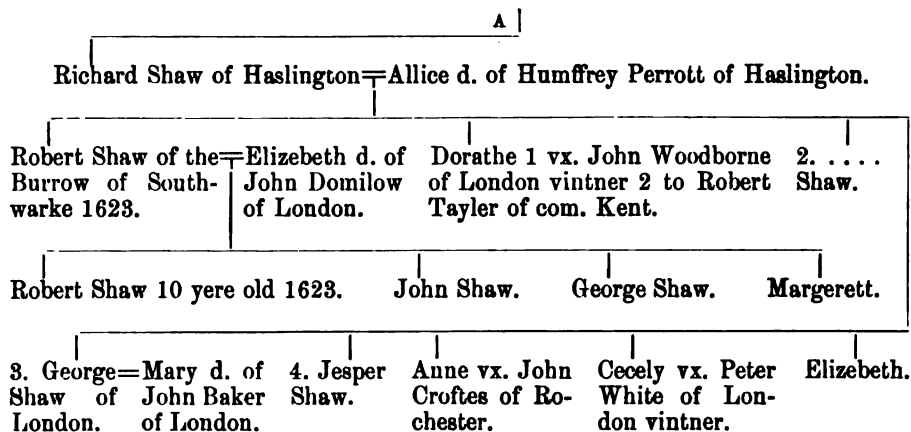 A
Richard Shaw of Haslington=Allice d. of Humffrey Perrott of Haslington.
Robert Shaw of the=Elizebeth d. of Dorathe 1 vx. John Woodborne 2. . . . . .
Burrow of South- John Domilow of London vintner 2 to Robert Shaw.
warke 1623. of London. Tayler of com. Kent.
Robert Shaw 10 yere old 1623. John Shaw. George Shaw. Margerett.
3. George=Mary d. of 4. Jesper Anne vx. John Cecely vx. Peter Elizebeth.
Shaw of John Baker Shaw. Croftes of Ro- White of Lon-
London. of London. chester. don vintner.